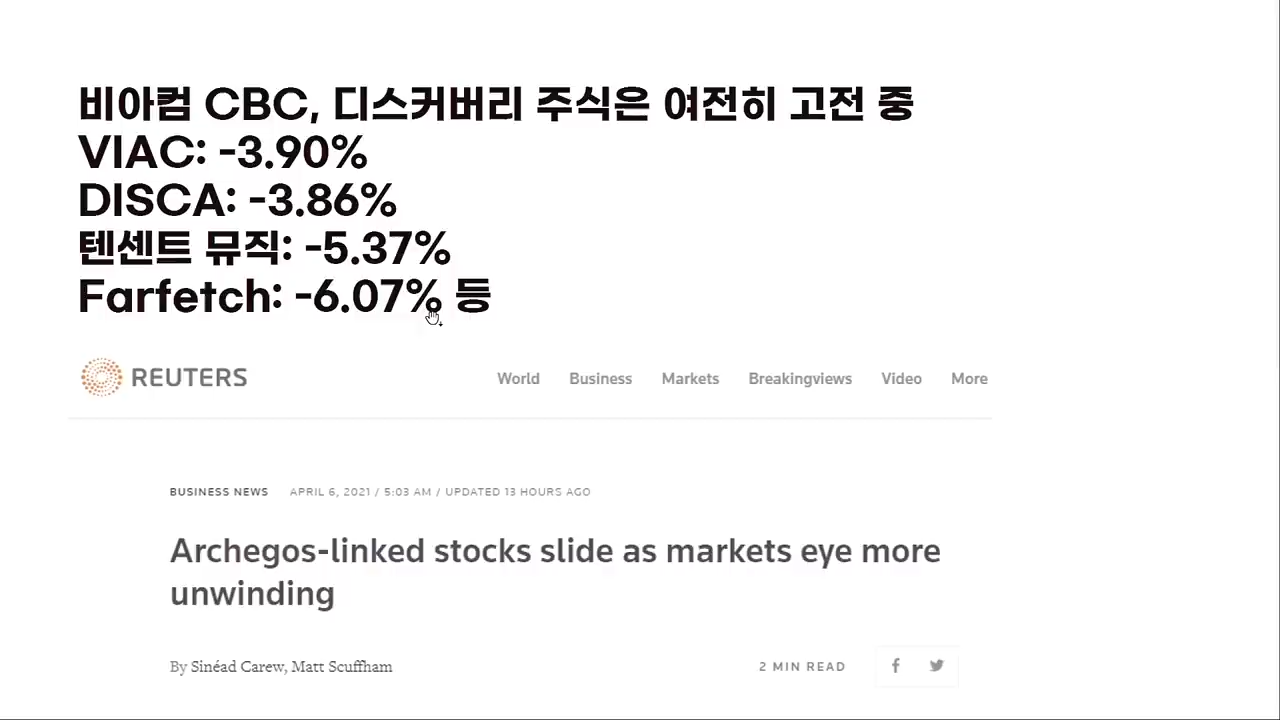 비아컴 CBC, 디스커버리 주식은 여전히 고전 중
VIAC: -3.90%
DISCA: -3.86%
텐센트 뮤직: -5.37%
Farfetch: -6.07% 등
REUTERS World Business Markets Breakingviews Video More
BUSINESS NEWS APRIL 6, 2021 / 5:03 AM / UPDATED 13 HOURS AGO
Archegos-linked stocks slide as markets eye more
unwinding
By Sinéad Carew, Matt Scuffham 2 MIN READ